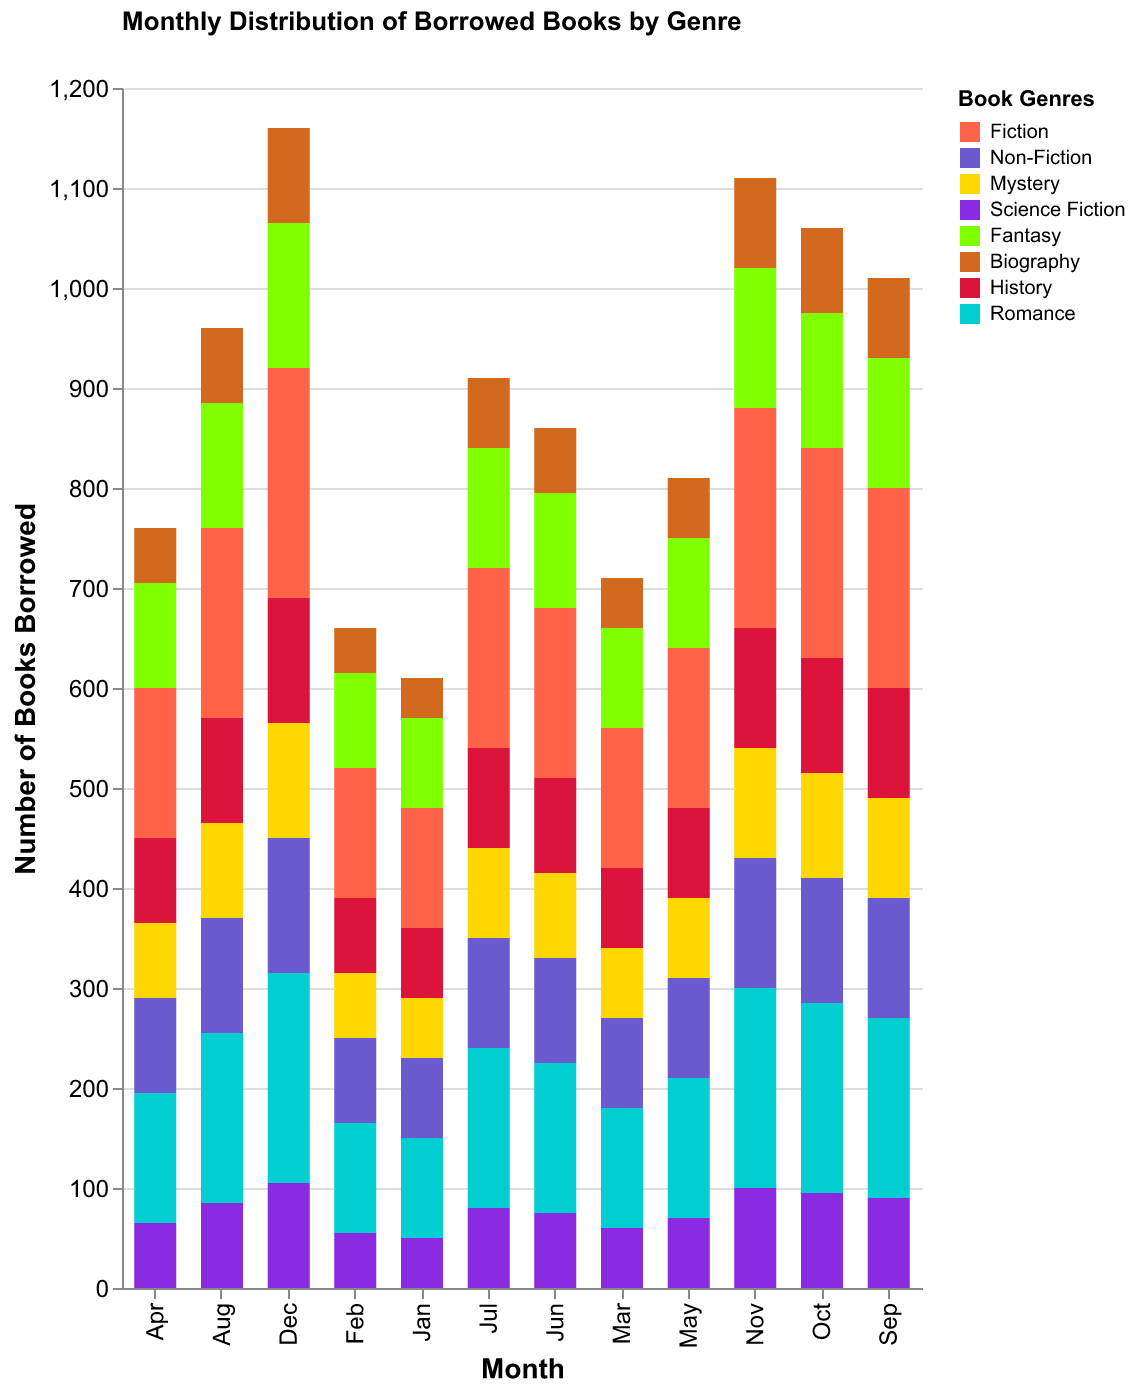 Monthly Distribution of Borrowed Books by Genre
Number of Books Borrowed
1,200
1,100
1,000
900
800
700
600
500
400
300
200
100
0
Apr
Aug
Dec
Feb
Jan
Jul
Jun
Mar
May
Nov
Oct
Sep
Month
Book Genres
Fiction
Non-Fiction
Mystery
Science Fiction
Fantasy
Biography
History
Romance